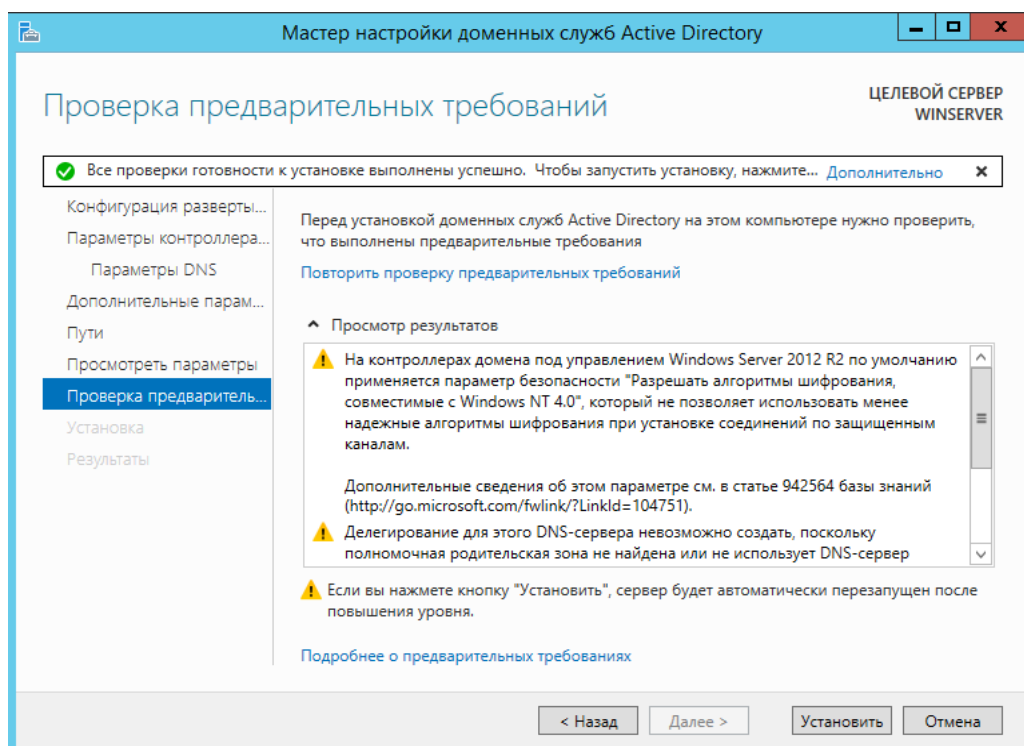 Мастер настройки доменных служб Active Directory
Проверка предварительных требований
ЦЕЛЕВОЙ СЕРВЕР
WINSERVER
Все проверки готовности к установке выполнены успешно. Чтобы запустить установку, нажмите... Дополнительно
Конфигурация разверты...
Параметры контроллера...
Параметры DNS
Дополнительные парам...
Пути
Просмотреть параметры
Проверка предваритель...
Установка
Результаты
Перед установкой доменных служб Active Directory на этом компьютере нужно проверить,
что выполнены предварительные требования
Повторить проверку предварительных требований
Просмотр результатов
На контроллерах домена под управлением Windows Server 2012 R2 по умолчанию
применяется параметр безопасности "Разрешать алгоритмы шифрования,
совместимые с Windows NT 4.0", который не позволяет использовать менее
надежные алгоритмы шифрования при установке соединений по защищенным
каналам.
Дополнительные сведения об этом параметре см. в статье 942564 базы знаний
(http://go.microsoft.com/fwlink/?LinkId=104751).
Делегирование для этого DNS-сервера невозможно создать, поскольку
полномочная родительская зона не найдена или не использует DNS-сервер
Если вы нажмете кнопку "Установить", сервер будет автоматически перезапущен после
повышения уровня.
Подробнее о предварительных требованиях
< Назад
Далее >
Установить
Отмена